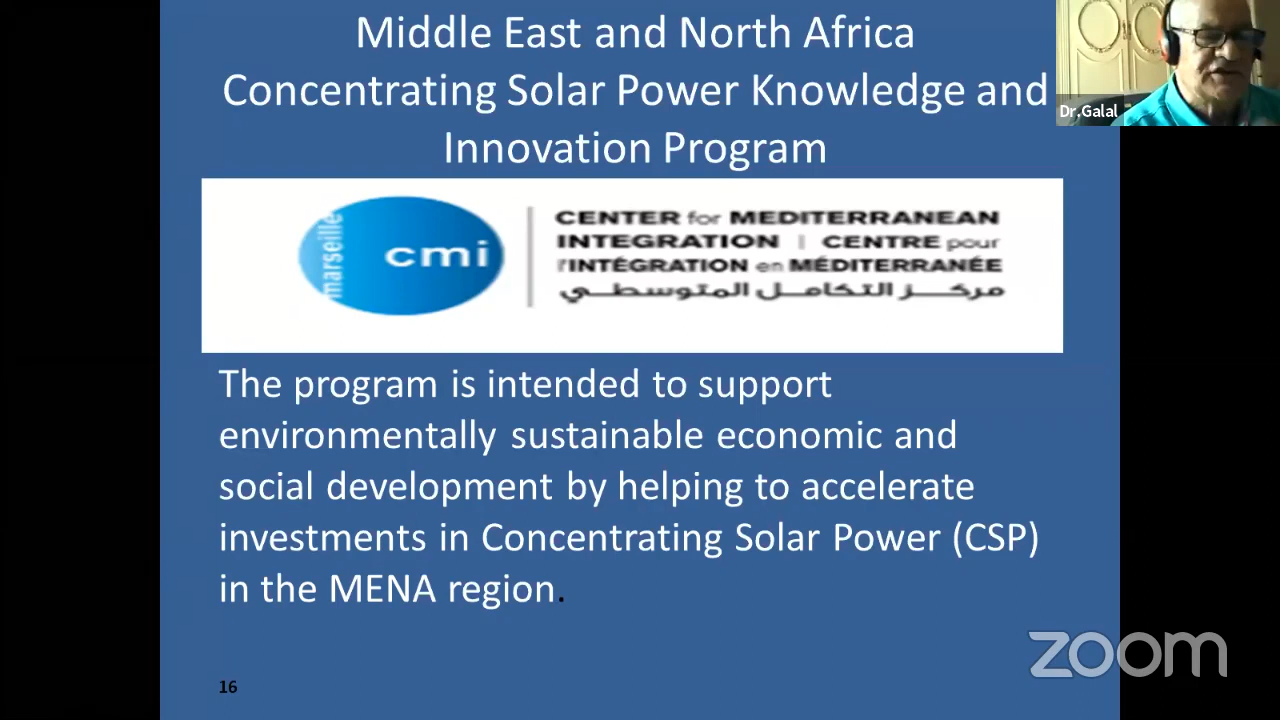 Middle East and North Africa
Concentrating Solar Power Knowledge and
Innovation Program
Dr.Galal
marseille
cmi
CENTER for MEDITERRANEAN
INTEGRATION | CENTRE pour
l'INTÉGRATION en MÉDITERRANÉE
مركز التكامل المتوسطي
The program is intended to support
environmentally sustainable economic and
social development by helping to accelerate
investments in Concentrating Solar Power (CSP)
in the MENA region.
zoom
16